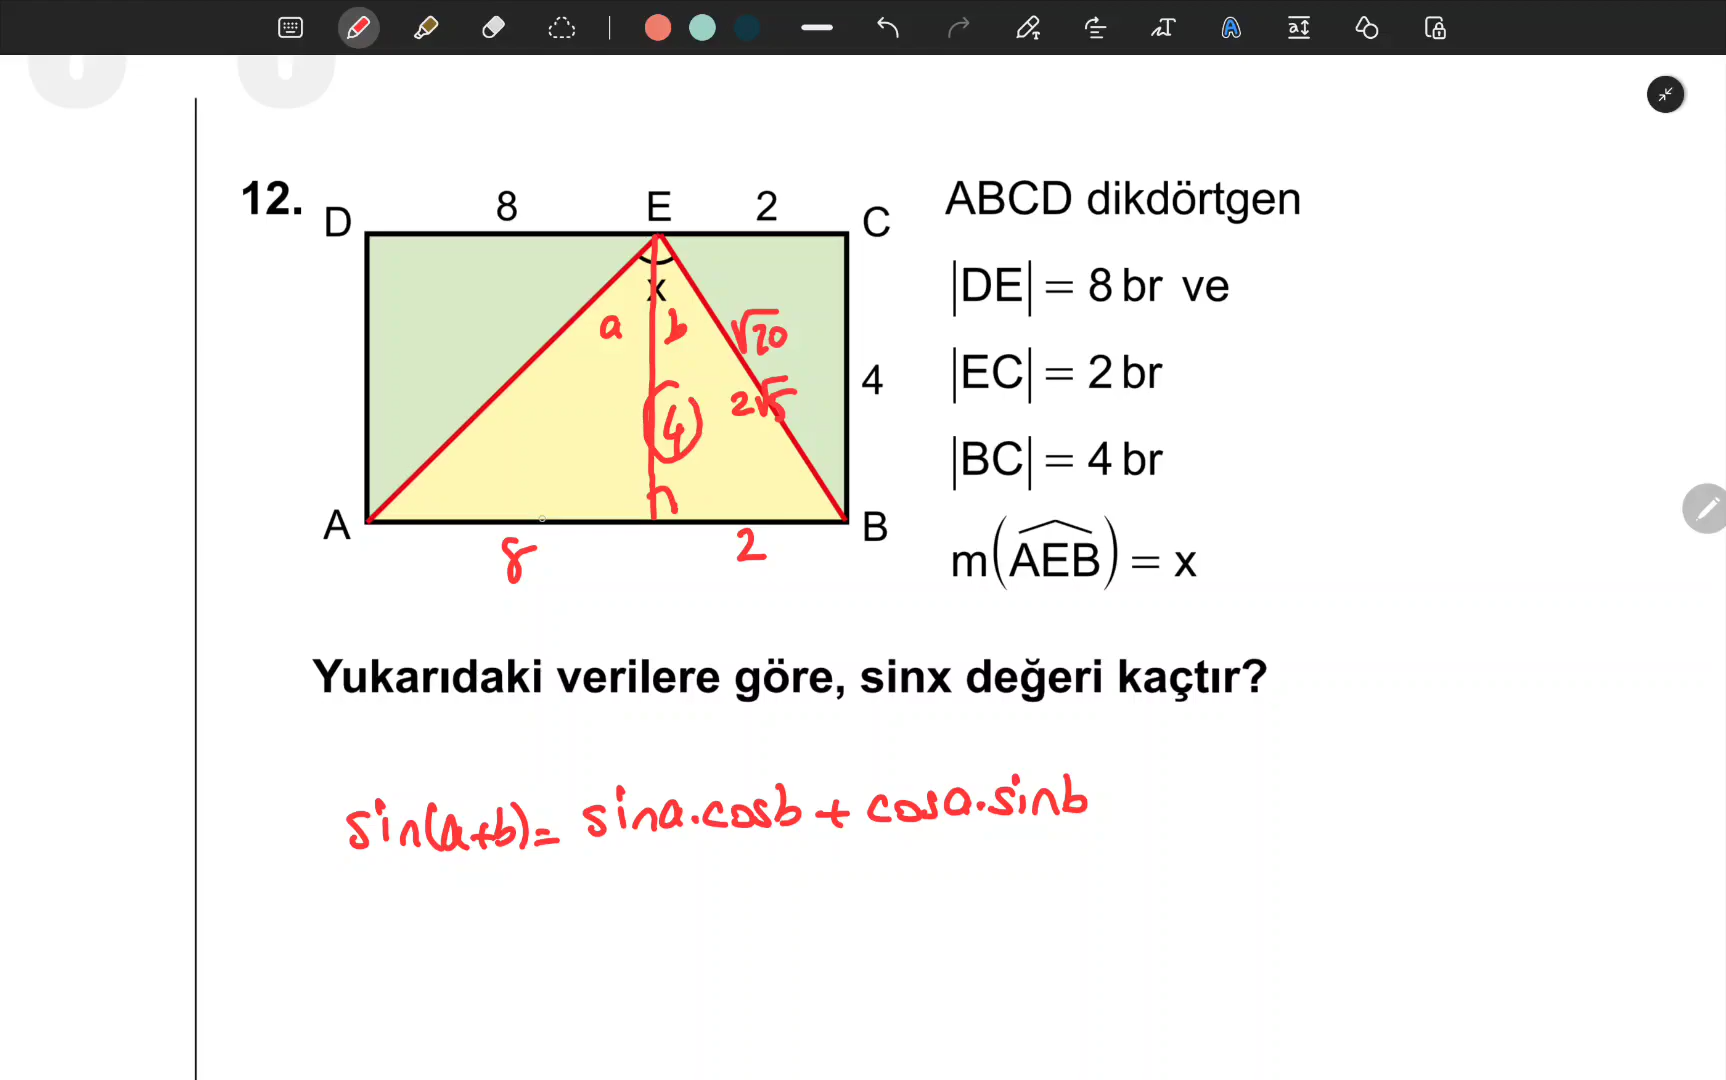 12.
D 8 E 2 C
x
a b √20
4 2√5 4
A B
8 2
ABCD dikdörtgen
|DE| = 8 br ve
|EC| = 2 br
|BC| = 4 br
m(AEB) = x
Yukarıdaki verilere göre, sinx değeri kaçtır?
sin(a+b)= sina.cosb + cosa.sinb